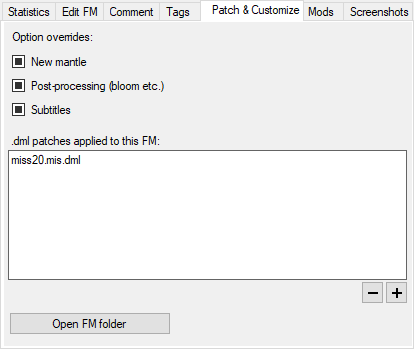 Statistics Edit FM Comment Tags Patch & Customize Mods Screenshots
Option overrides:
New mantle
Post-processing (bloom etc.)
Subtitles
.dml patches applied to this FM:
miss20.mis.dml
Open FM folder